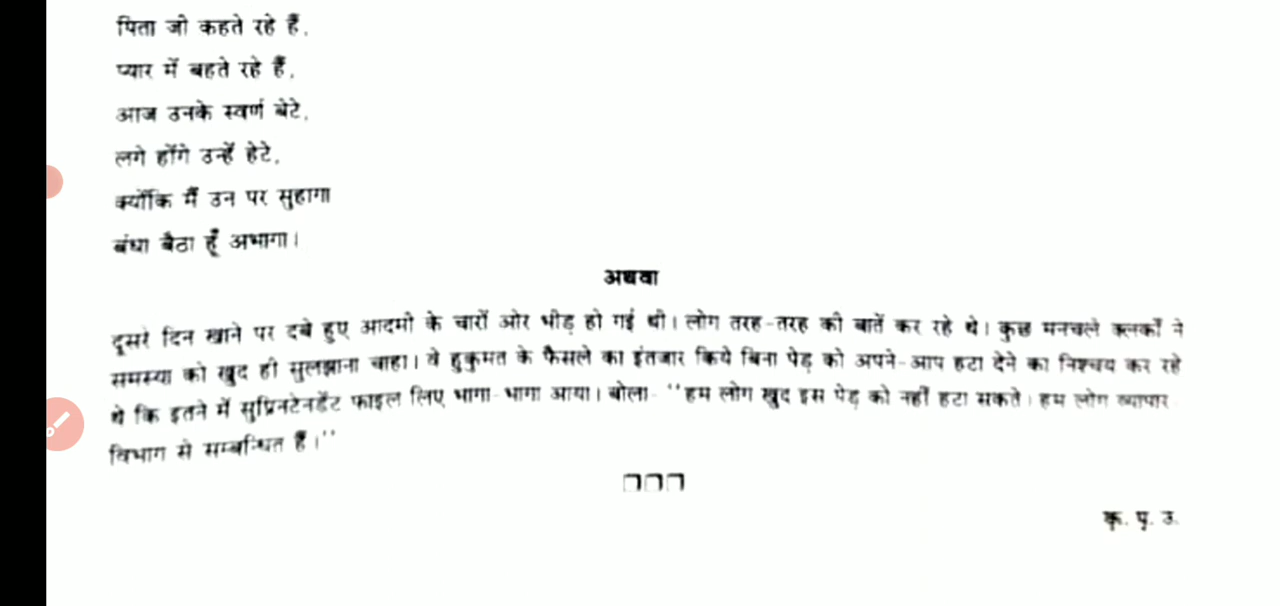 पिता जी कहते रहे हैं,
प्यार में बहते रहे हैं,
आज उनके स्वर्ण बेटे,
लगे होंगे उन्हें हेटे,
क्योंकि मैं उन पर सुहागा
बंधा बैठा हूँ अभागा।
अथवा
दूसरे दिन खाने पर दबे हुए आदमी के चारों ओर भीड़ हो गई थी। लोग तरह-तरह की बातें कर रहे थे। कुछ मनचले क्लर्कों ने
समस्या को खुद ही सुलझाना चाहा। वे हुकुमत के फैसले का इंतजार किये बिना पेड़ को अपने-आप हटा देने का निश्चय कर रहे
थे कि इतने में सुप्रिनटेनडेंट फाइल लिए भागा-भागा आया। बोला- ''हम लोग खुद इस पेड़ को नहीं हटा सकते। हम लोग व्यापार
विभाग से सम्बन्धित हैं।''
क. पृ. उ.